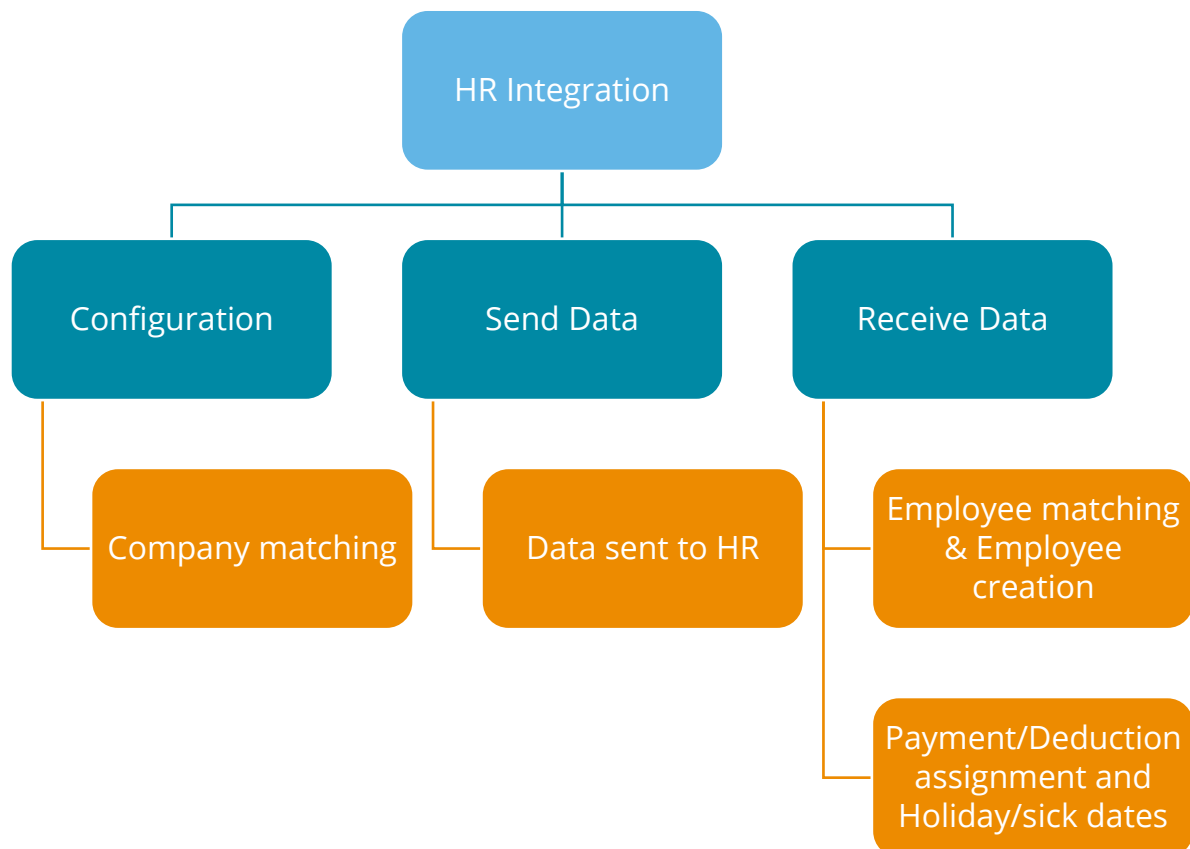 HR Integration
Configuration
Send Data
Receive Data
Company matching
Data sent to HR
Employee matching
& Employee
creation
Payment/Deduction
assignment and
Holiday/sick dates